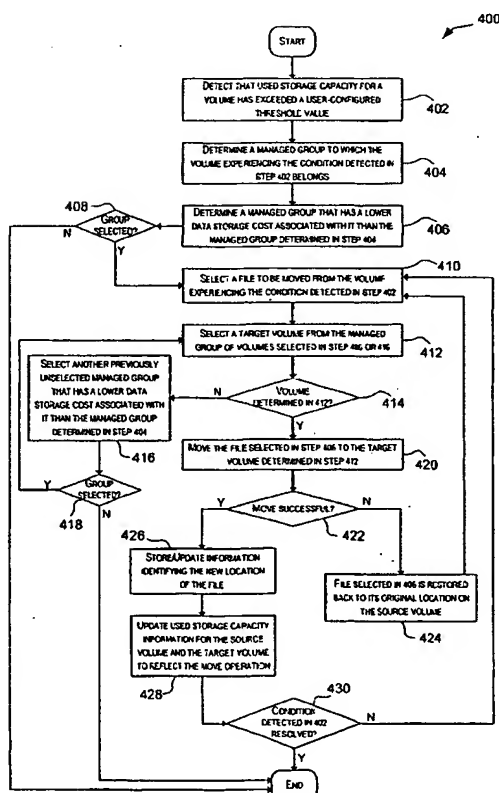 400
START
DETECT THAT USED STORAGE CAPACITY FOR A
VOLUME HAS EXCEEDED A USER-CONFIGURED
THRESHOLD VALUE
402
DETERMINE A MANAGED GROUP TO WHICH THE
VOLUME EXPERIENCING THE CONDITION DETECTED IN
STEP 402 BELONGS
404
408
GROUP
SELECTED?
N
Y
DETERMINE A MANAGED GROUP THAT HAS A LOWER
DATA STORAGE COST ASSOCIATED WITH IT THAN THE
MANAGED GROUP DETERMINED IN STEP 404
406
410
SELECT A FILE TO BE MOVED FROM THE VOLUME
EXPERIENCING THE CONDITION DETECTED IN STEP 402
SELECT A TARGET VOLUME FROM THE MANAGED
GROUP OF VOLUMES SELECTED IN STEP 406 OR 416
412
SELECT ANOTHER PREVIOUSLY
UNSELECTED MANAGED GROUP
THAT HAS A LOWER DATA
STORAGE COST ASSOCIATED WITH
IT THAN THE MANAGED GROUP
DETERMINED IN STEP 404
416
N
VOLUME
DETERMINED IN 412?
414
Y
MOVE THE FILE SELECTED IN STEP 406 TO THE TARGET
VOLUME DETERMINED IN STEP 412
420
Y
GROUP
SELECTED?
418
N
Y
MOVE SUCCESSFUL?
N
422
426
STORE/UPDATE INFORMATION
IDENTIFYING THE NEW LOCATION
OF THE FILE
FILE SELECTED IN 406 IS RESTORED
BACK TO ITS ORIGINAL LOCATION ON
THE SOURCE VOLUME
424
UPDATE USED STORAGE CAPACITY
INFORMATION FOR THE SOURCE
VOLUME AND THE TARGET VOLUME
TO REFLECT THE MOVE OPERATION
428
430
CONDITION
DETECTED IN 402
RESOLVED?
N
Y
END